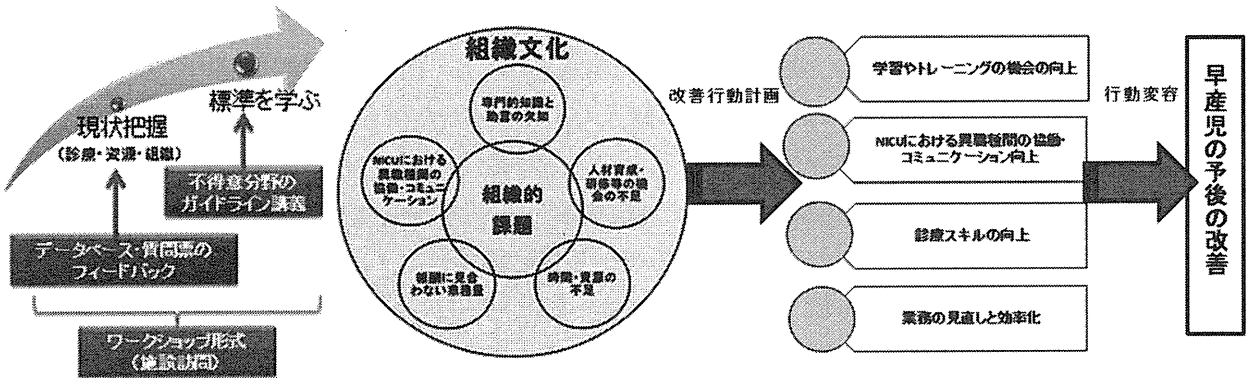 標準を学ぶ
現状把握
(診療・資源・組織)
不得意分野の
ガイドライン講義
データベース・質問票の
フィードバック
ワークショップ形式
(施設訪問)
組織文化
専門的知識と
助言の欠如
NICUにおける
異職種間の
協働・コミュニ
ケーション
人材育成・
研修等の機
会の不足
組織的
課題
報酬に見合
わない業務量
時間・資源の
不足
改善行動計画
学習やトレーニングの機会の向上
NICUにおける異職種間の協働・
コミュニケーション向上
診療スキルの向上
業務の見直しと効率化
行動変容
早産児の予後の改善